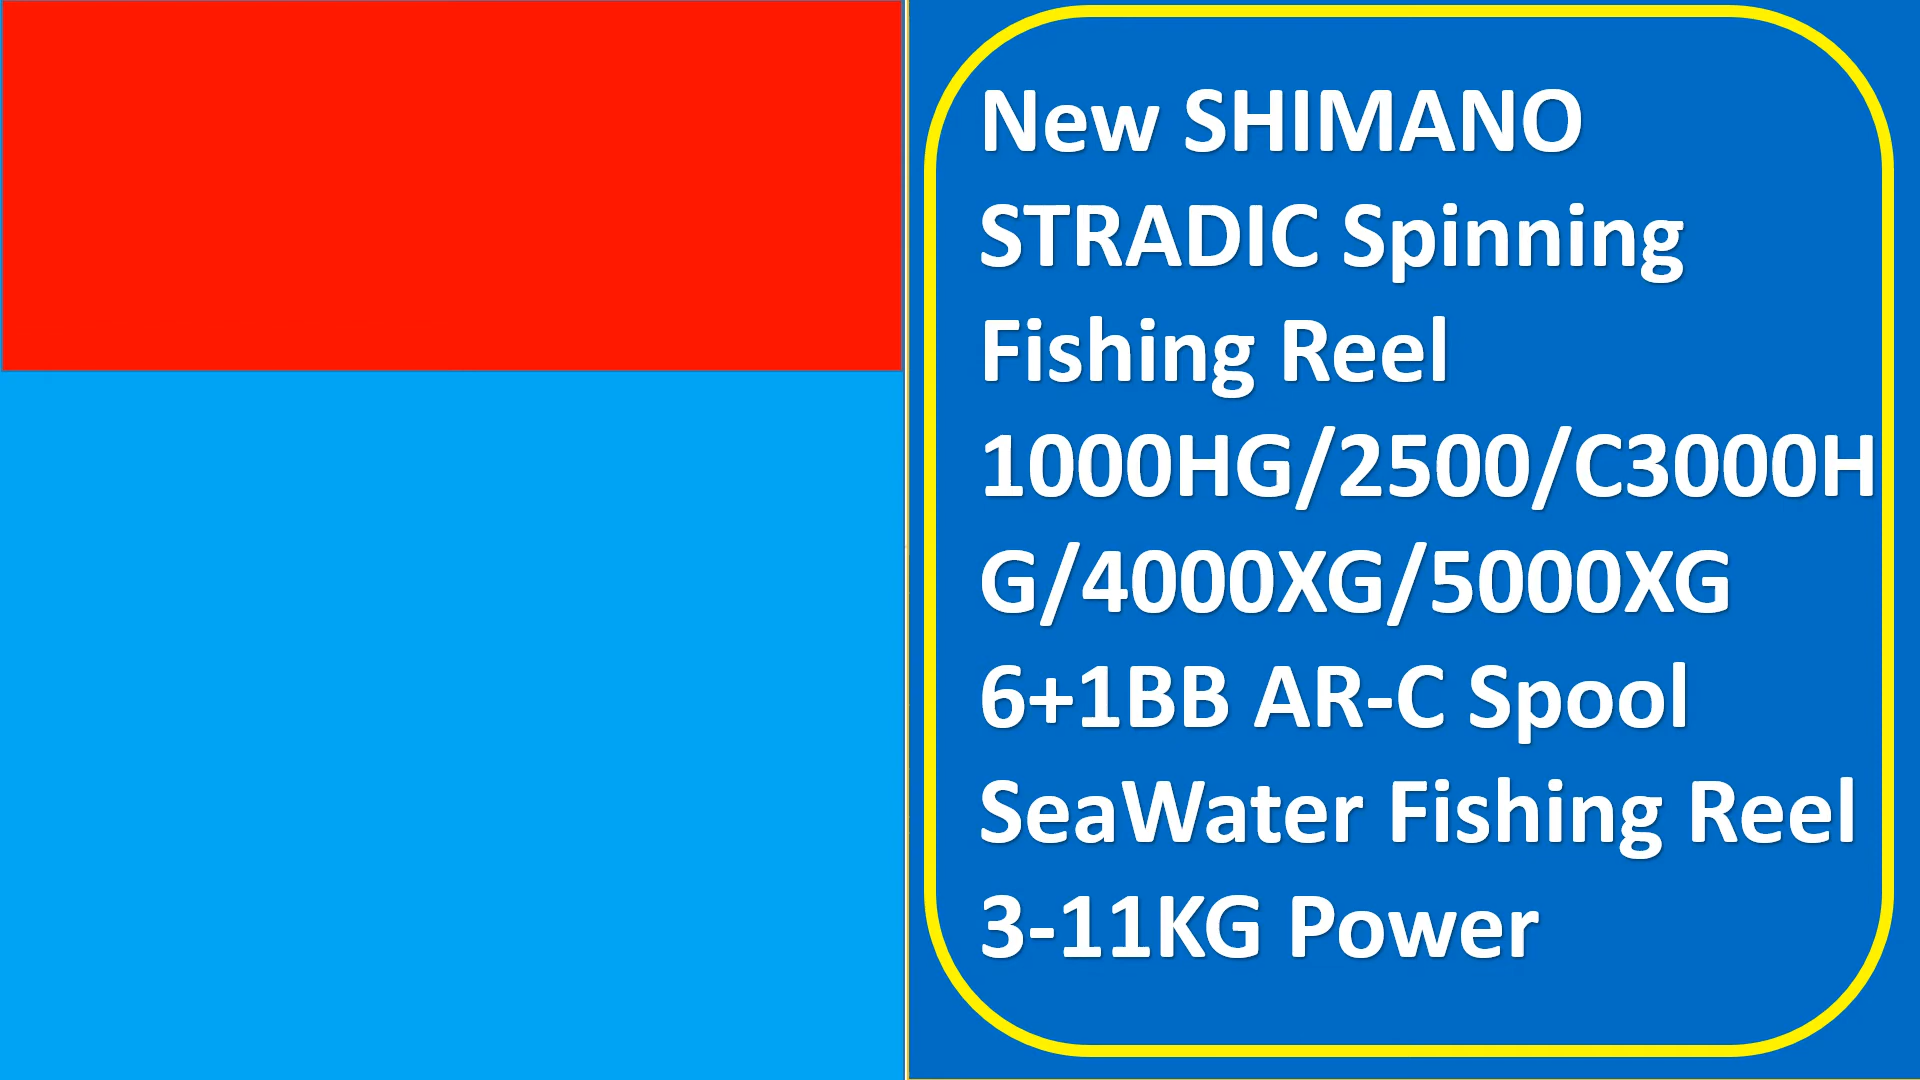 New SHIMANO
STRADIC Spinning
Fishing Reel
1000HG/2500/C3000H
G/4000XG/5000XG
6+1BB AR-C Spool
SeaWater Fishing Reel
3-11KG Power